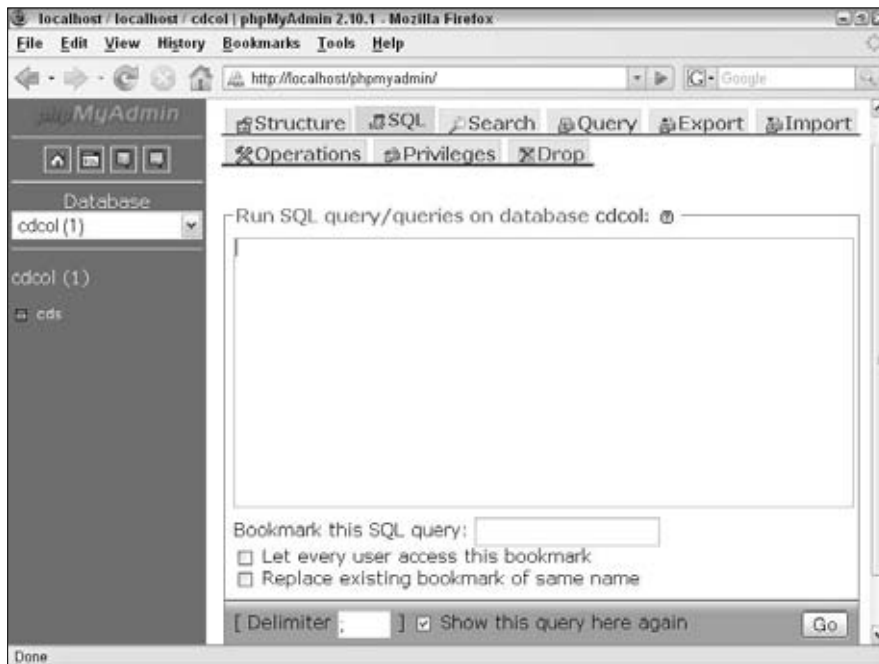 localhost / localhost / cdcol | phpMyAdmin 2.10.1 - Mozilla Firefox
File Edit View History Bookmarks Tools Help
http://localhost/phpmyadmin/
G Google
phpMyAdmin
Structure SQL Search Query Export Import
Operations Privileges Drop
Database
cdcol (1)
cdcol (1)
cds
Run SQL query/queries on database cdcol:
Bookmark this SQL query:
Let every user access this bookmark
Replace existing bookmark of same name
[ Delimiter ; ] Show this query here again Go
Done